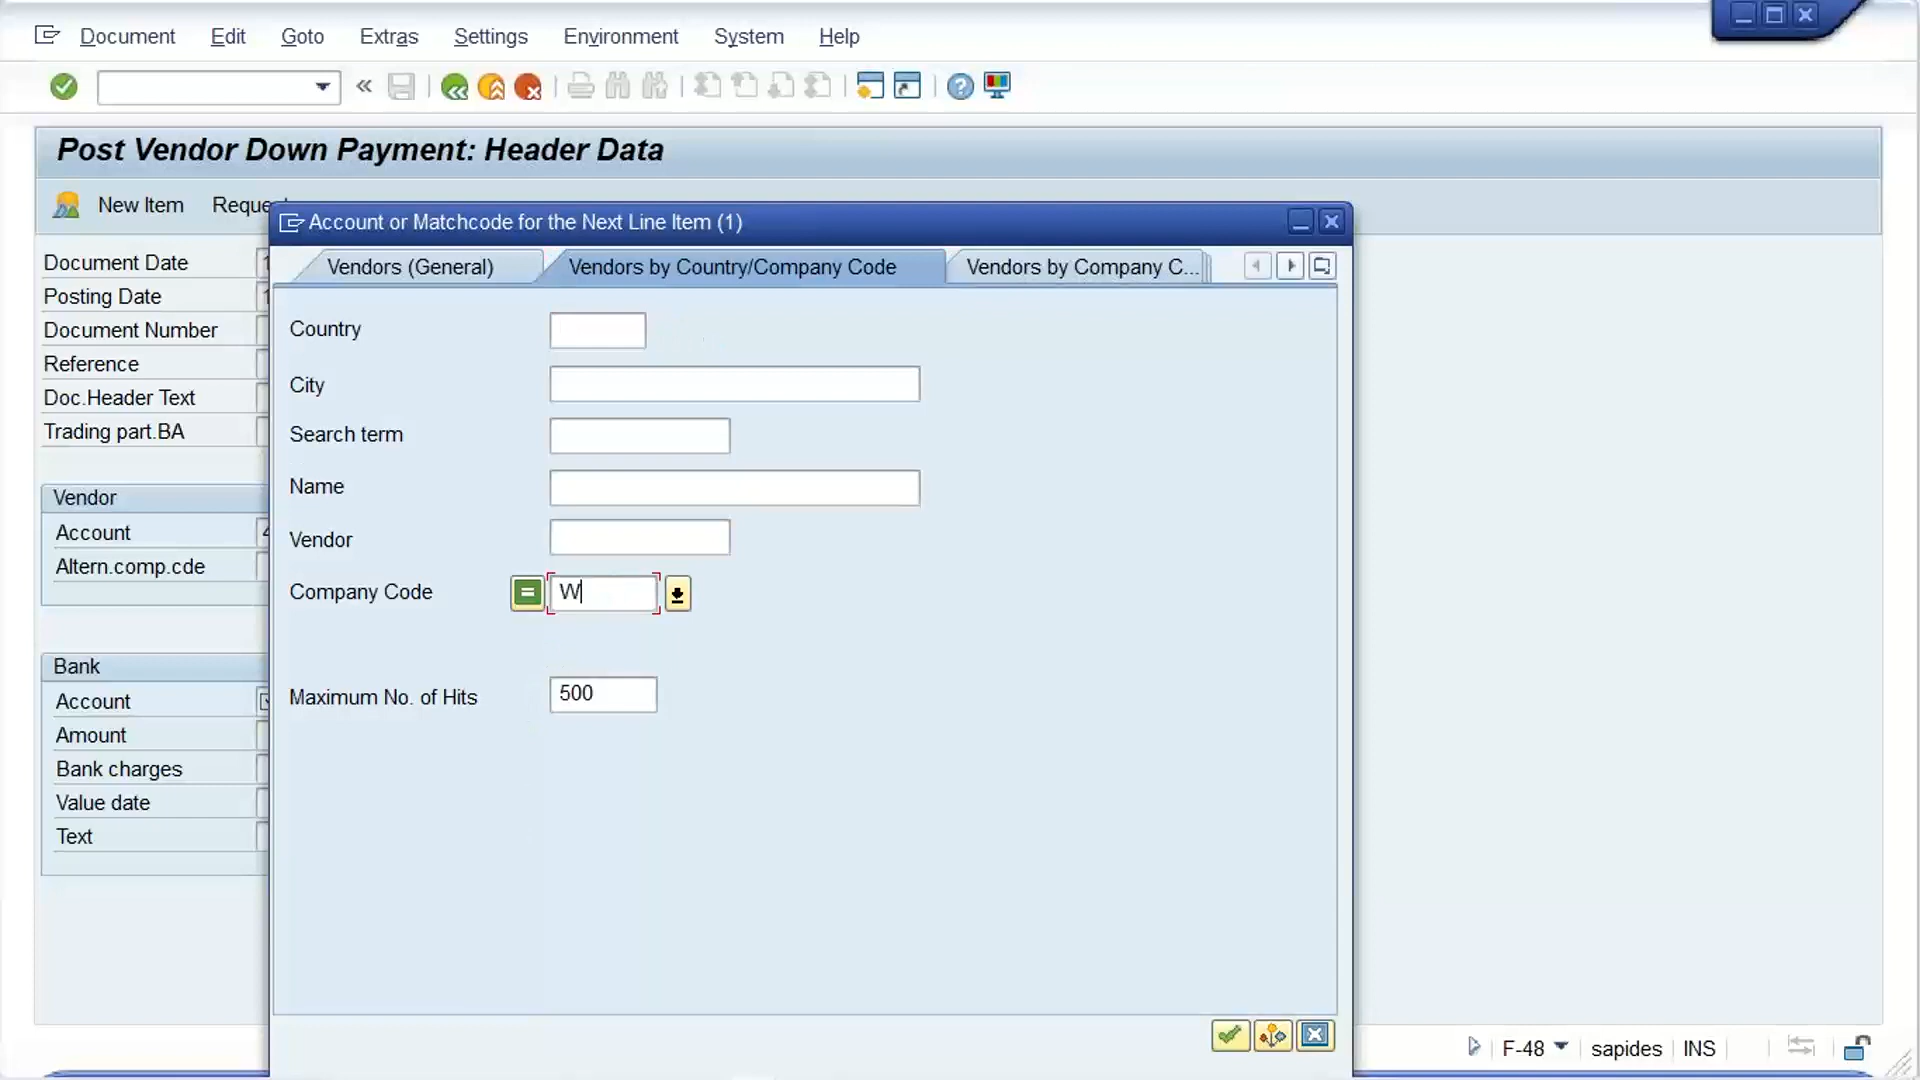 Document Edit Goto Extras Settings Environment System Help
Post Vendor Down Payment: Header Data
New Item
Account or Matchcode for the Next Line Item (1)
Vendors (General) Vendors by Country/Company Code Vendors by Company C...
Document Date
Posting Date
Document Number
Reference
Doc.Header Text
Trading part.BA
Vendor
Account
Altern.comp.cde
Bank
Account
Amount
Bank charges
Value date
Text
Country
City
Search term
Name
Vendor
Company Code W
Maximum No. of Hits 500
F-48 sapides INS